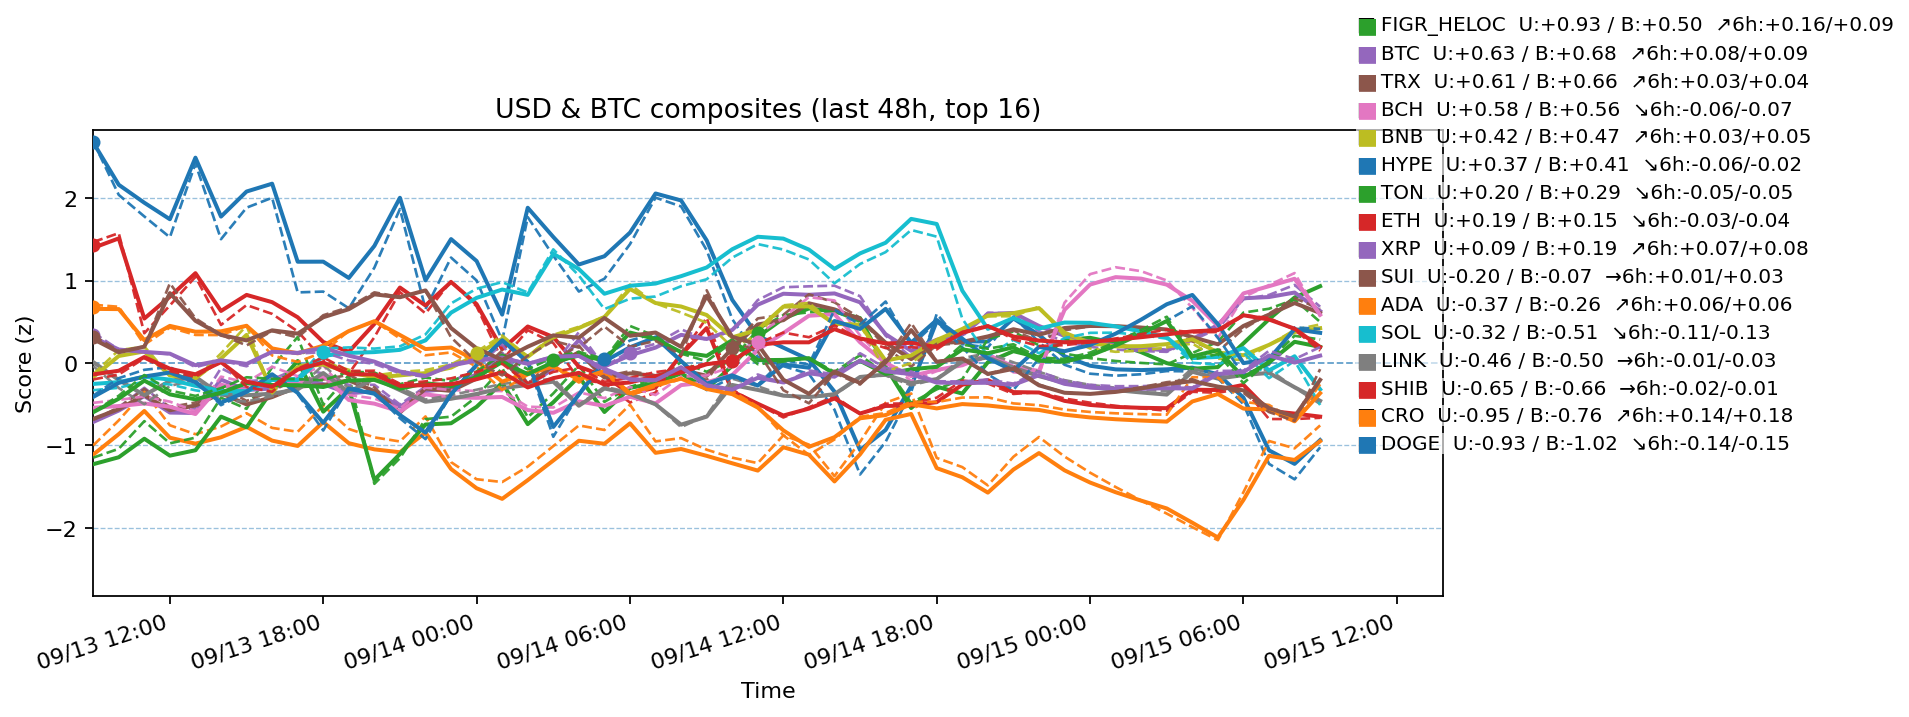 FIGR_HELOC U:+0.93 / B:+0.50 ↗6h:+0.16/+0.09
BTC U:+0.63 / B:+0.68 ↗6h:+0.08/+0.09
TRX U:+0.61 / B:+0.66 ↗6h:+0.03/+0.04
BCH U:+0.58 / B:+0.56 ↘6h:-0.06/-0.07
BNB U:+0.42 / B:+0.47 ↗6h:+0.03/+0.05
HYPE U:+0.37 / B:+0.41 ↘6h:-0.06/-0.02
TON U:+0.20 / B:+0.29 ↘6h:-0.05/-0.05
ETH U:+0.19 / B:+0.15 ↘6h:-0.03/-0.04
XRP U:+0.09 / B:+0.19 ↗6h:+0.07/+0.08
SUI U:-0.20 / B:-0.07 →6h:+0.01/+0.03
ADA U:-0.37 / B:-0.26 ↗6h:+0.06/+0.06
SOL U:-0.32 / B:-0.51 ↘6h:-0.11/-0.13
LINK U:-0.46 / B:-0.50 →6h:-0.01/-0.03
SHIB U:-0.65 / B:-0.66 →6h:-0.02/-0.01
CRO U:-0.95 / B:-0.76 ↗6h:+0.14/+0.18
DOGE U:-0.93 / B:-1.02 ↘6h:-0.14/-0.15
USD & BTC composites (last 48h, top 16)
Score (z)
2
1
0
−1
−2
09/13 12:00
09/13 18:00
09/14 00:00
09/14 06:00
09/14 12:00
09/14 18:00
09/15 00:00
09/15 06:00
09/15 12:00
Time